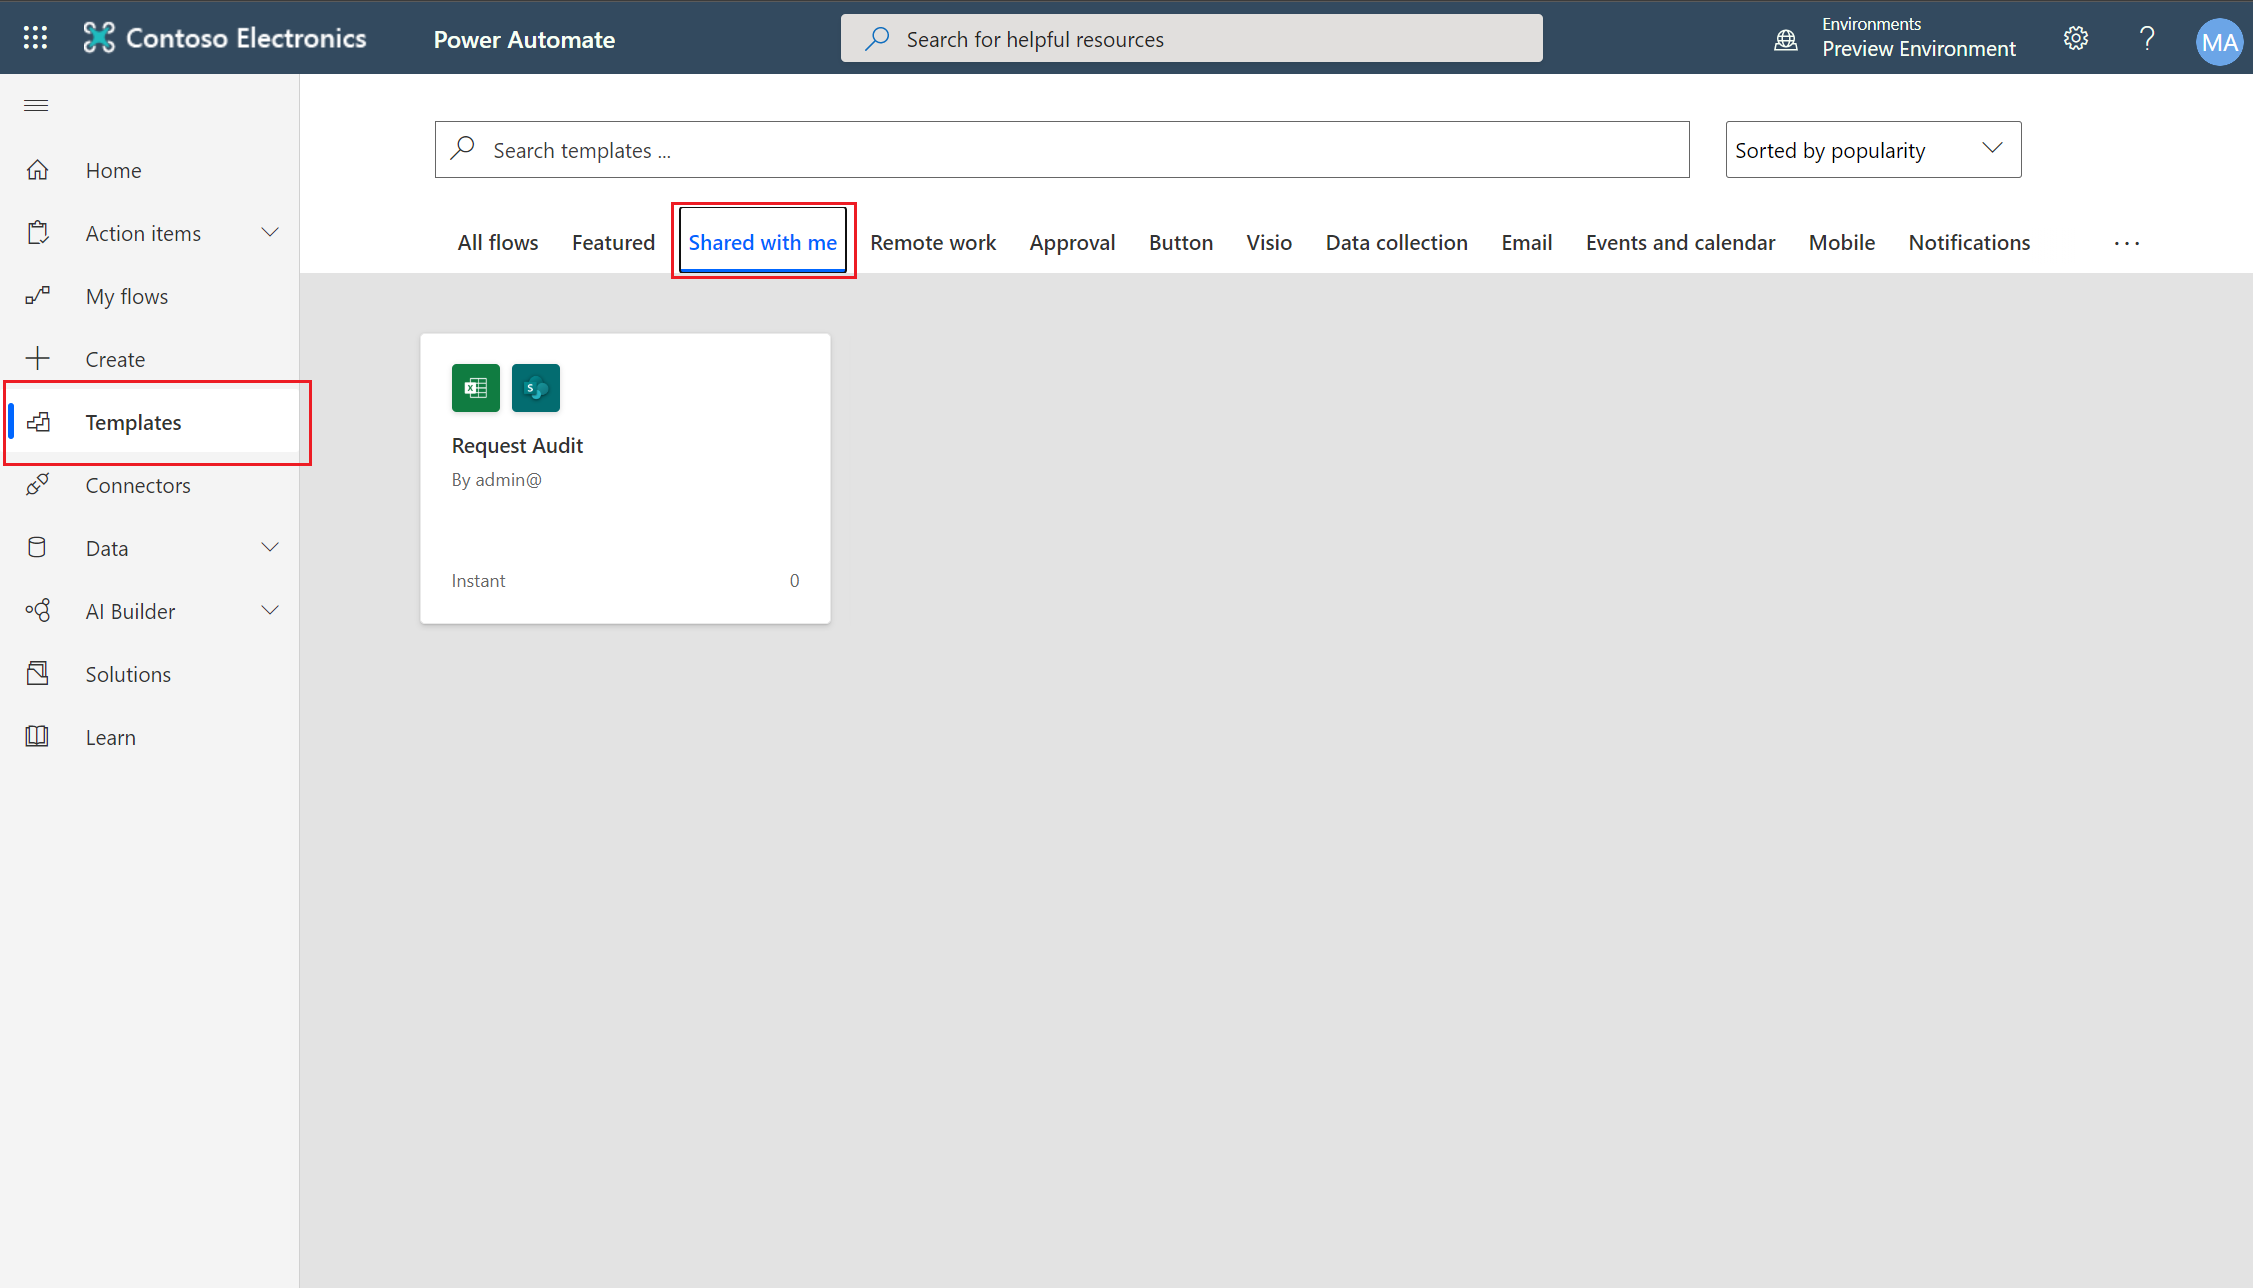 Contoso Electronics
Power Automate
Search for helpful resources
Environments
Preview Environment
?
MA
Home
Action items
My flows
Create
Templates
Connectors
Data
AI Builder
Solutions
Learn
Search templates ...
Sorted by popularity
All flows Featured Shared with me Remote work Approval Button Visio Data collection Email Events and calendar Mobile Notifications ...
X S
Request Audit
By admin@
Instant 0